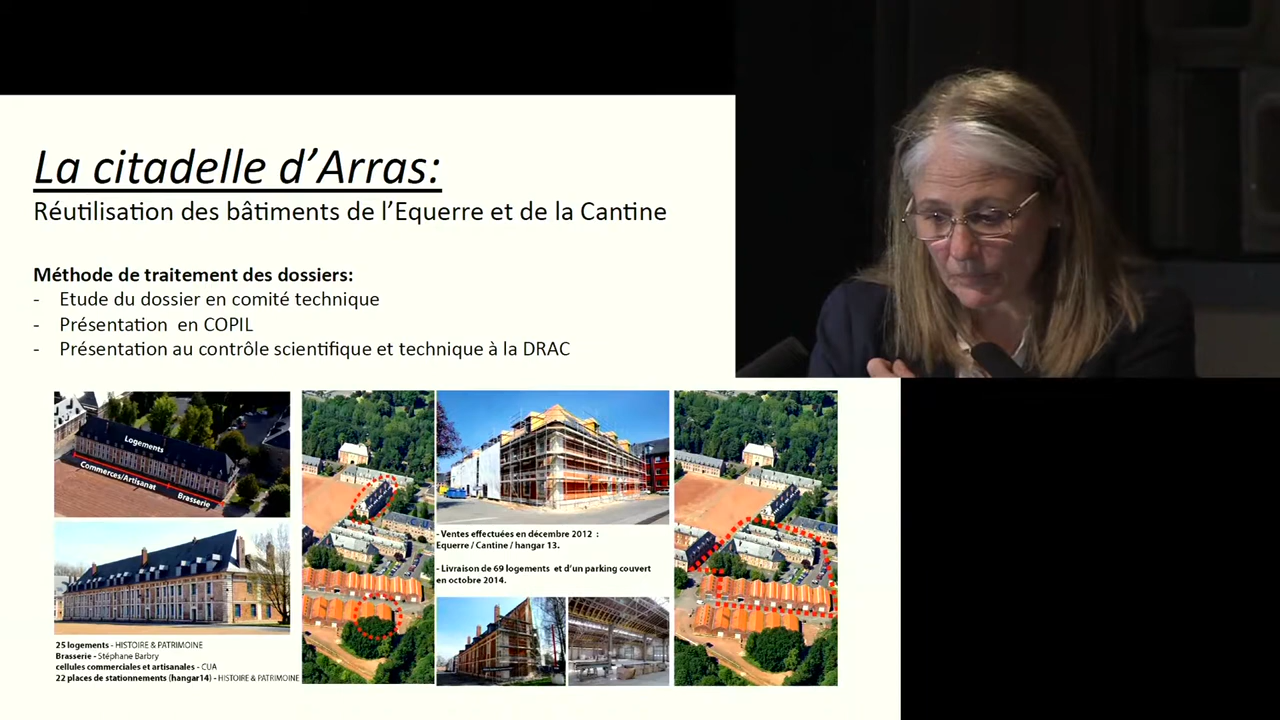 La citadelle d’Arras:
Réutilisation des bâtiments de l’Equerre et de la Cantine
Méthode de traitement des dossiers:
- Etude du dossier en comité technique
- Présentation en COPIL
- Présentation au contrôle scientifique et technique à la DRAC
Logements
Commerces/Artisanat
Brasserie
25 logements - HISTOIRE & PATRIMOINE
Brasserie - Stéphane Barbry
cellules commerciales et artisanales - CUA
22 places de stationnements (hangar14) - HISTOIRE & PATRIMOINE
- Ventes effectuées en décembre 2012 :
Equerre / Cantine / hangar 13.
- Livraison de 69 logements et d’un parking couvert
en octobre 2014.